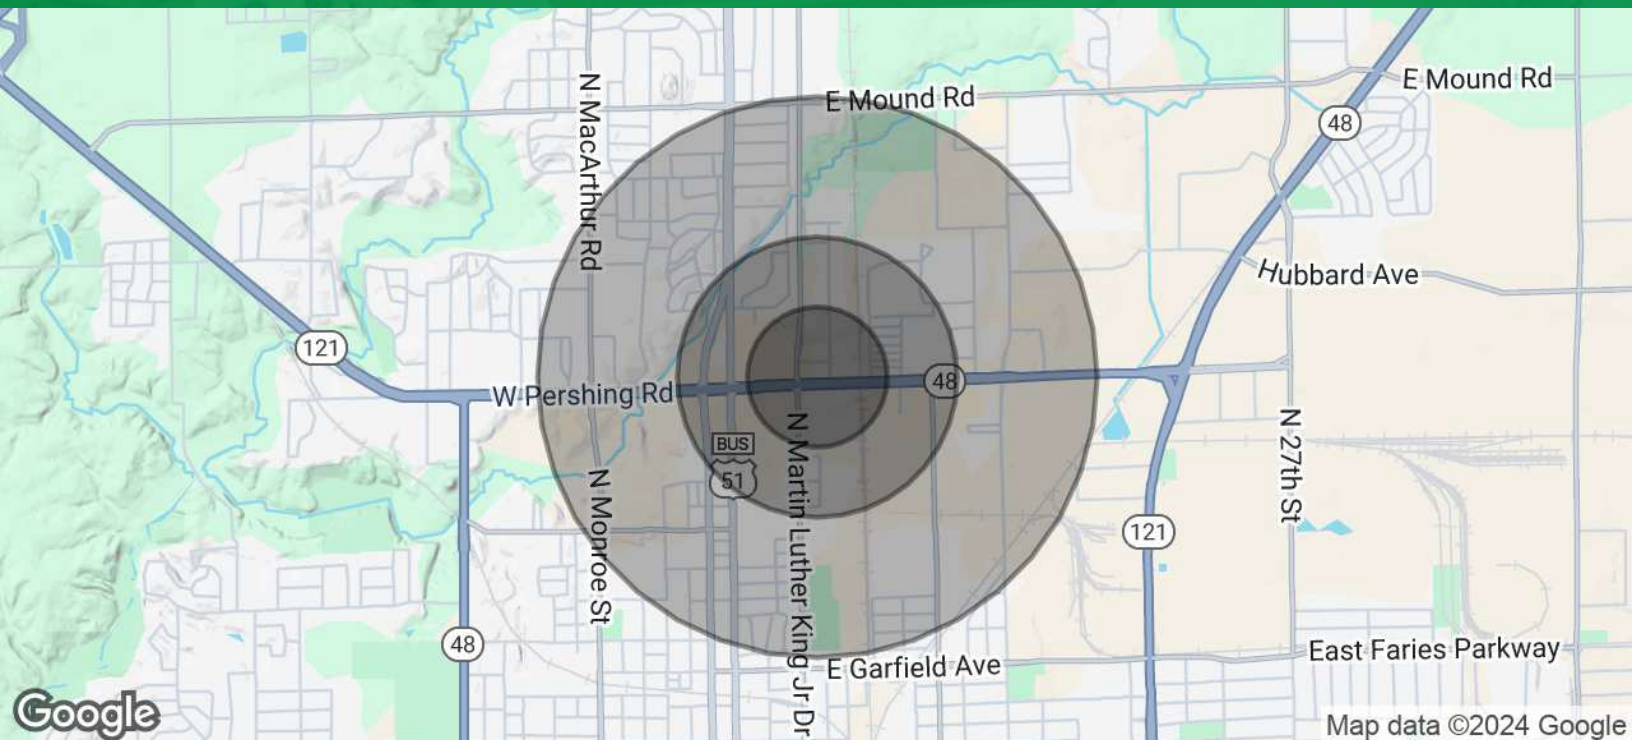 E Mound Rd
E Mound Rd
N MacArthur Rd
48
Hubbard Ave
121
W Pershing Rd
48
BUS
51
N Martin Luther King Jr Dr
N 27th St
N Monroe St
121
48
East Faries Parkway
E Garfield Ave
Google
Map data ©2024 Google